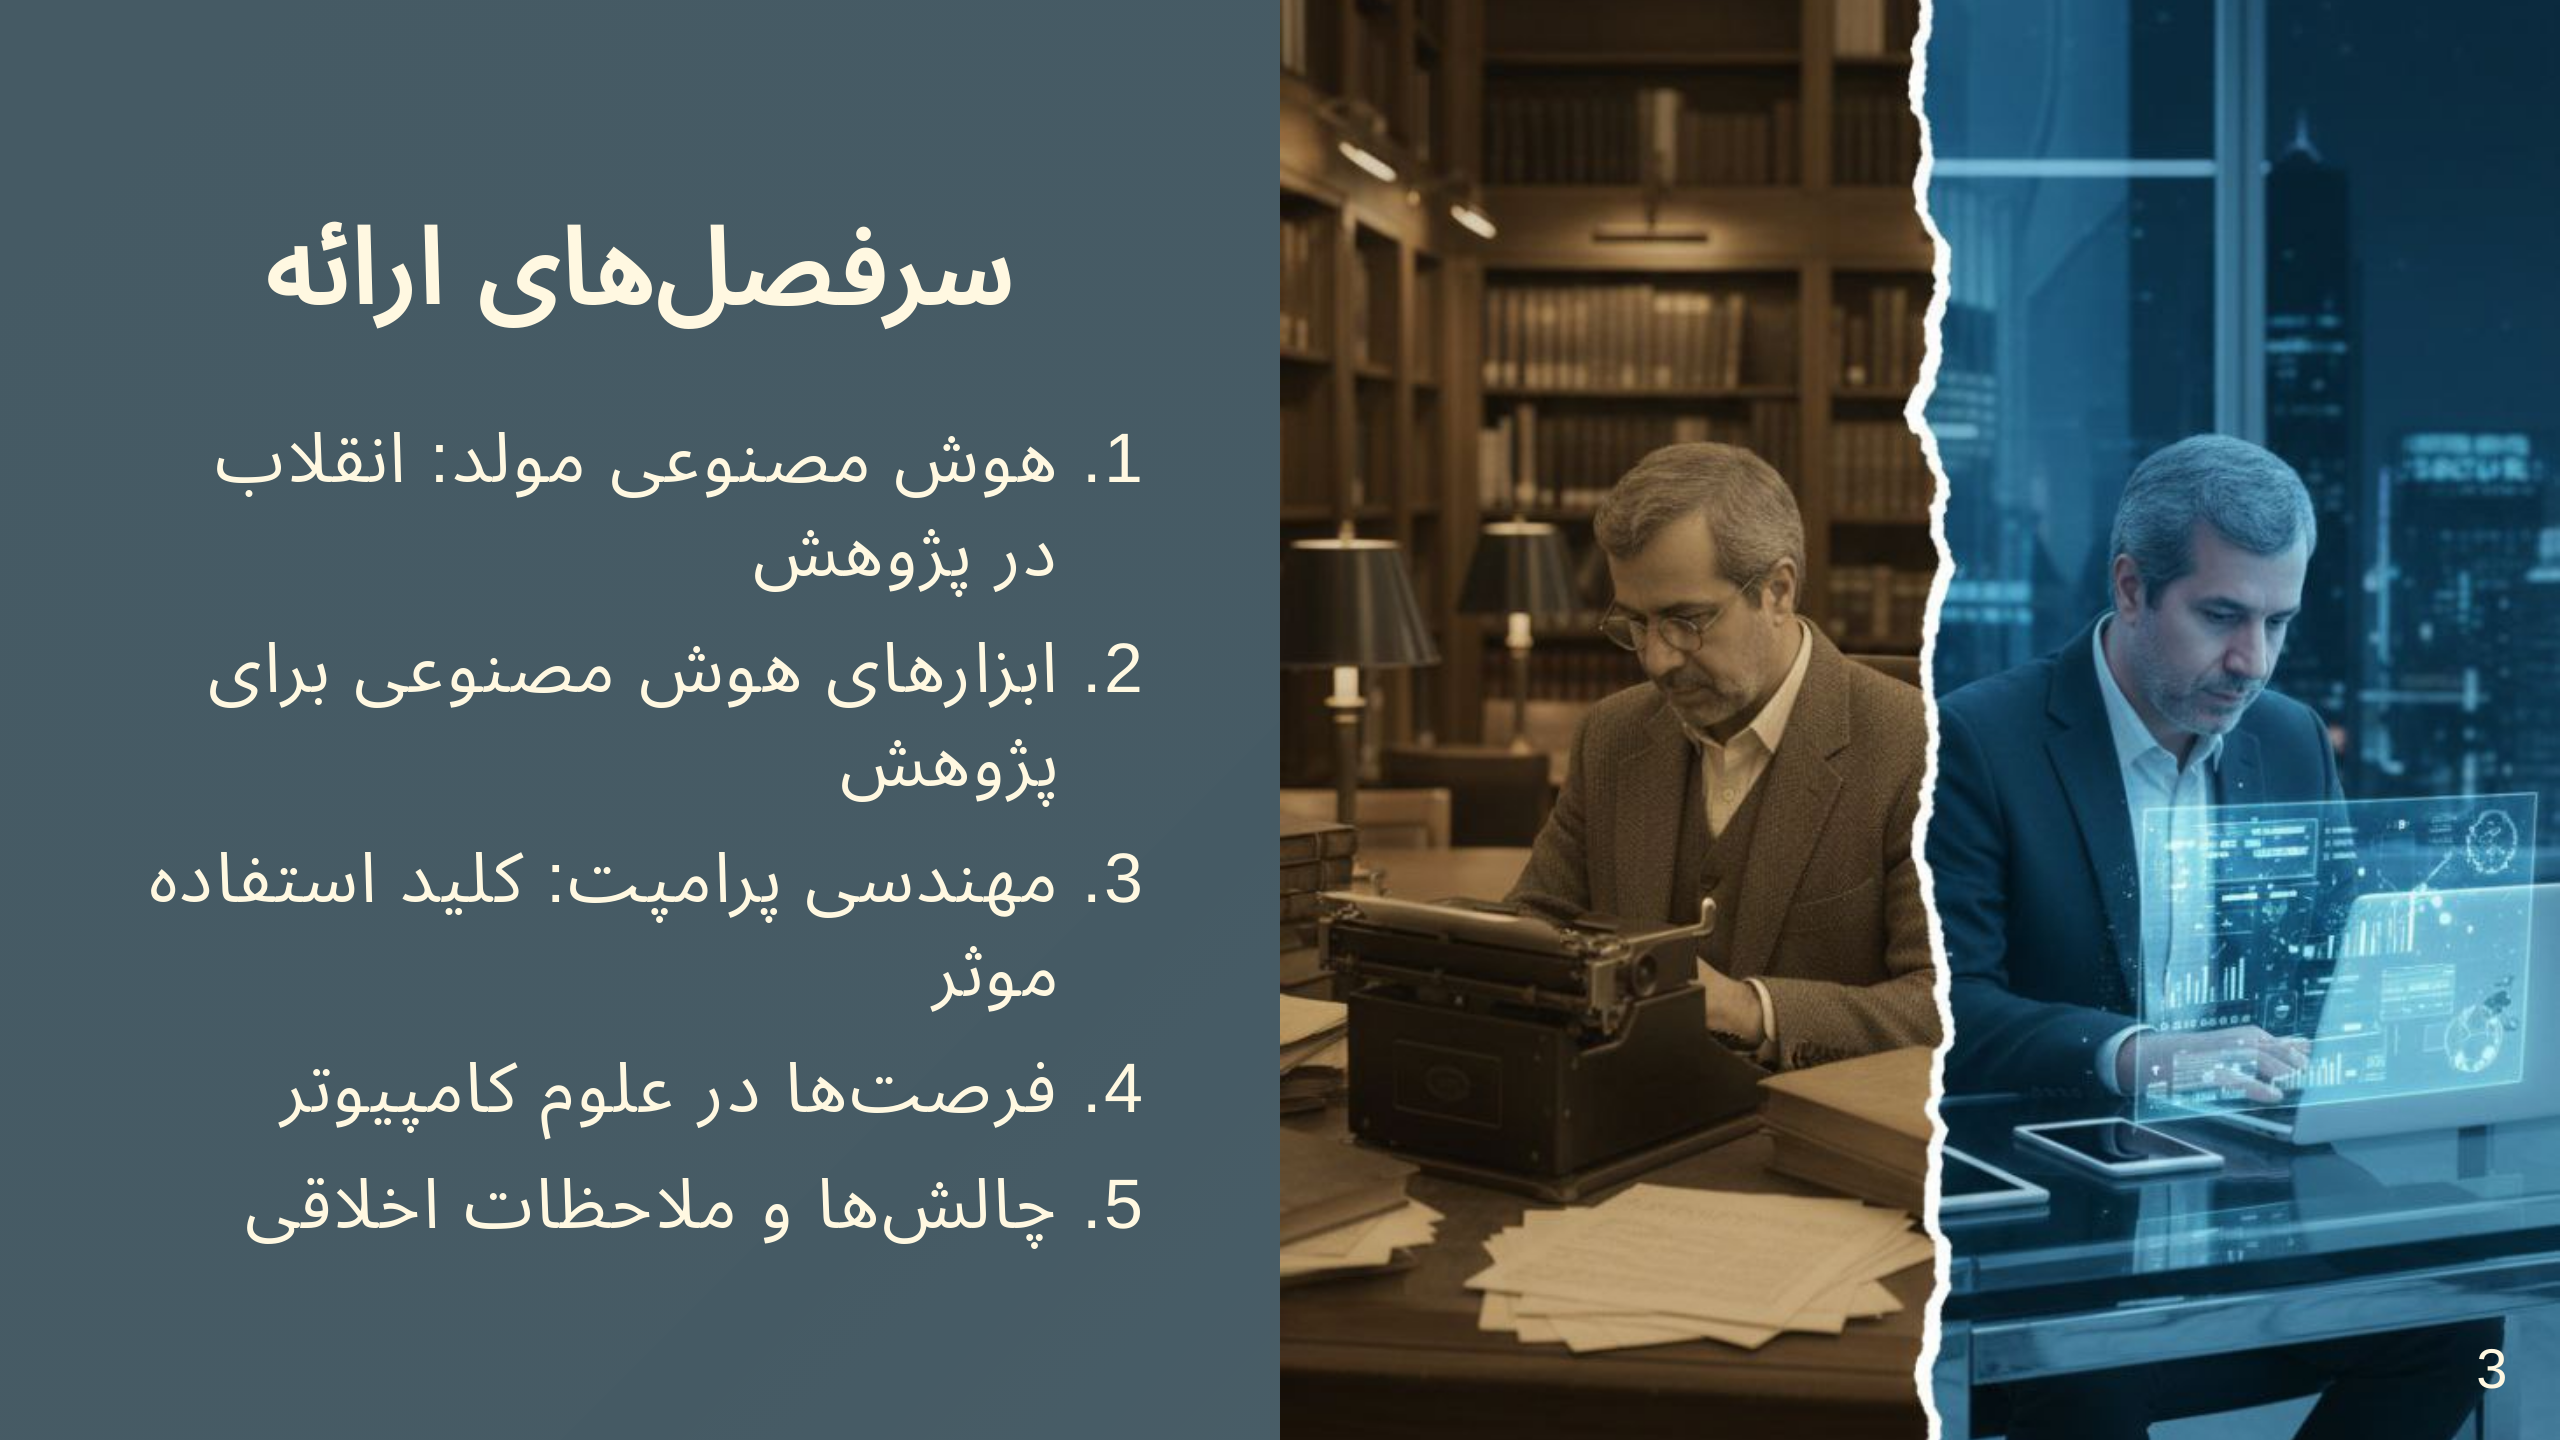 سرفصل‌های ارائه
1. هوش مصنوعی مولد: انقلاب
در پژوهش
2. ابزارهای هوش مصنوعی برای
پژوهش
3. مهندسی پرامپت: کلید استفاده
موثر
4. فرصت‌ها در علوم کامپیوتر
5. چالش‌ها و ملاحظات اخلاقی
3